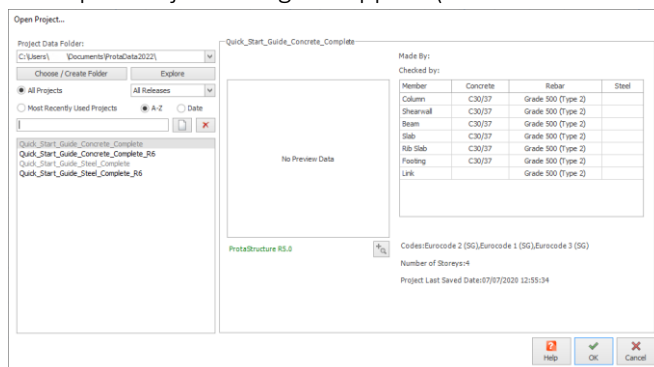 Open Project...
Project Data Folder:
C:\Users\ \Documents\ProtaData2022\
Choose / Create Folder
Explore
All Projects
All Releases
Most Recently Used Projects
A-Z
Date
Quick_Start_Guide_Concrete_Complete
Quick_Start_Guide_Concrete_Complete_R6
Quick_Start_Guide_Steel_Complete
Quick_Start_Guide_Steel_Complete_R6
Quick_Start_Guide_Concrete_Complete
No Preview Data
ProtaStructure R5.0
Made By:
Checked by:
Member Concrete Rebar Steel
Column C30/37 Grade 500 (Type 2)
Shearwall C30/37 Grade 500 (Type 2)
Beam C30/37 Grade 500 (Type 2)
Slab C30/37 Grade 500 (Type 2)
Rib Slab C30/37 Grade 500 (Type 2)
Footing C30/37 Grade 500 (Type 2)
Link Grade 500 (Type 2)
Codes:Eurocode 2 (SG),Eurocode 1 (SG),Eurocode 3 (SG)
Number of Storeys:4
Project Last Saved Date:07/07/2020 12:55:34
Help
OK
Cancel